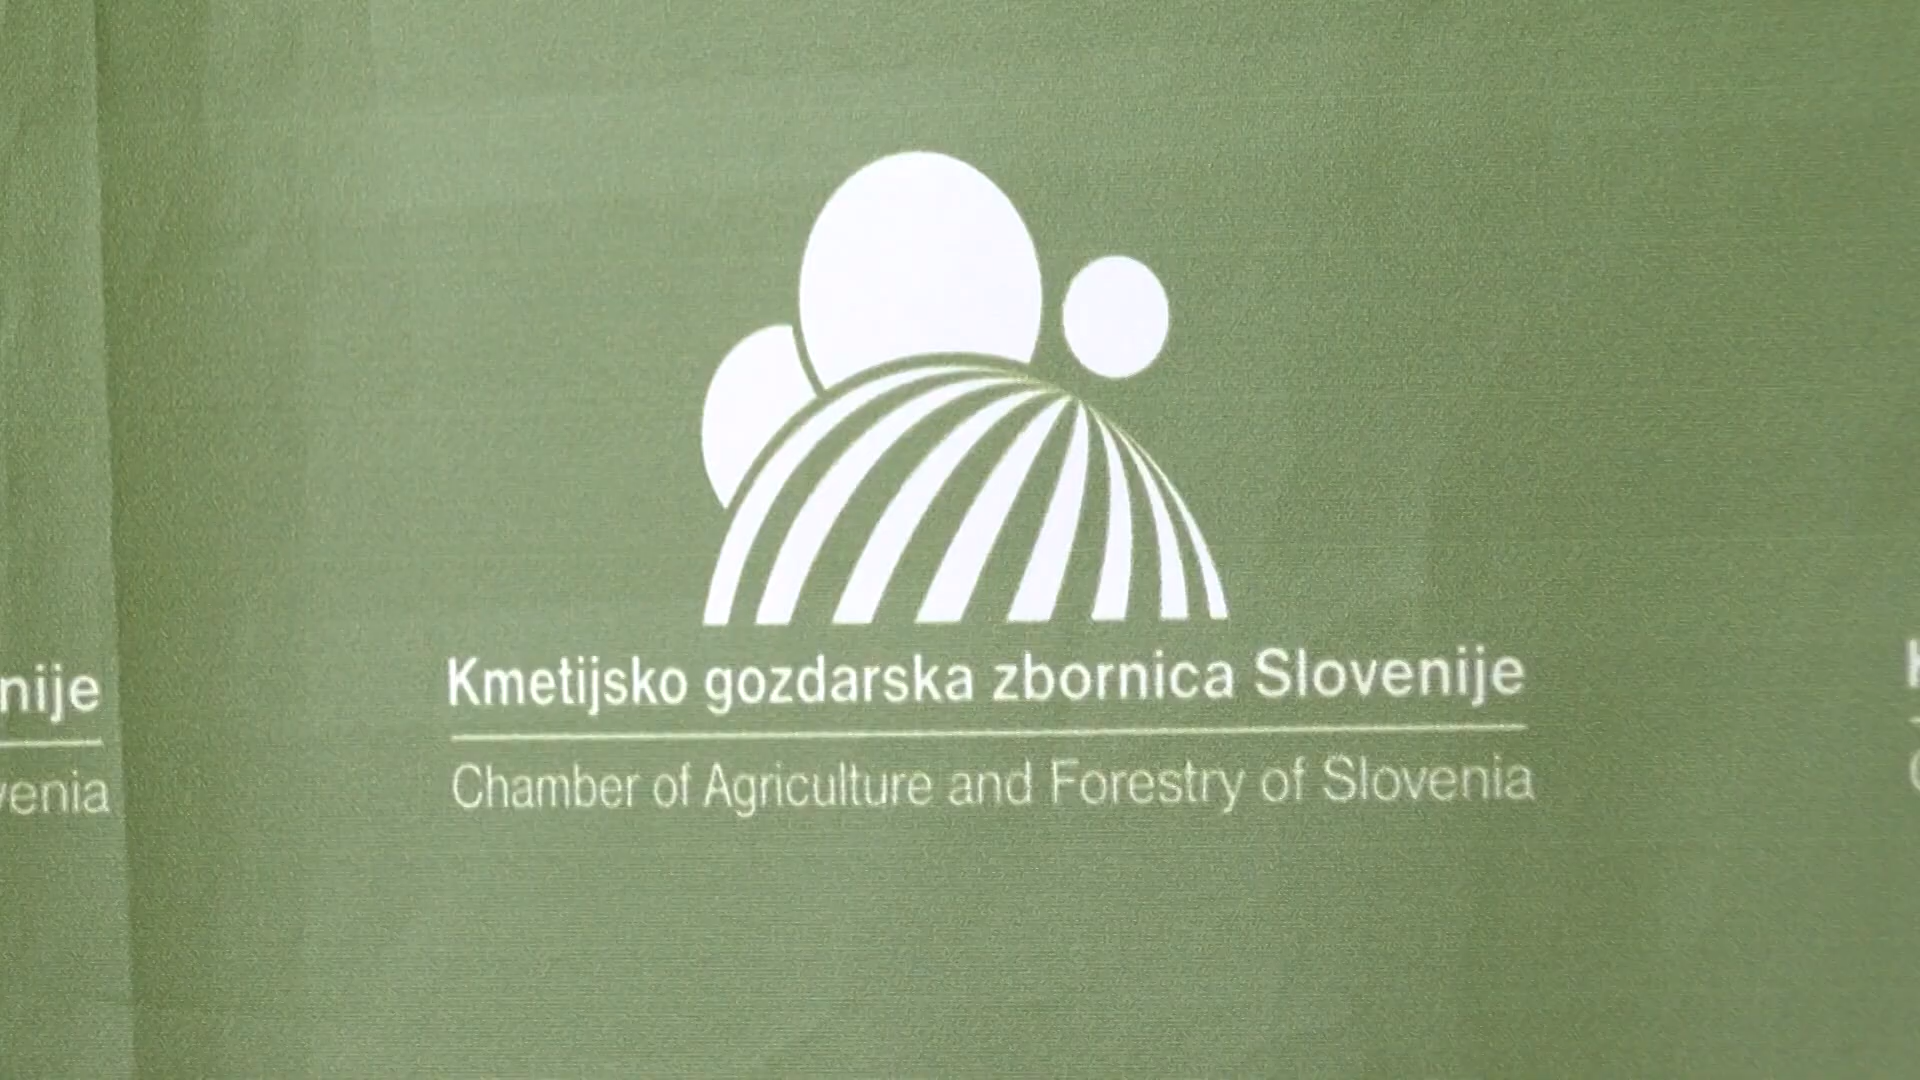 Kmetijsko gozdarska zbornica Slovenije
Chamber of Agriculture and Forestry of Slovenia
nije
venia